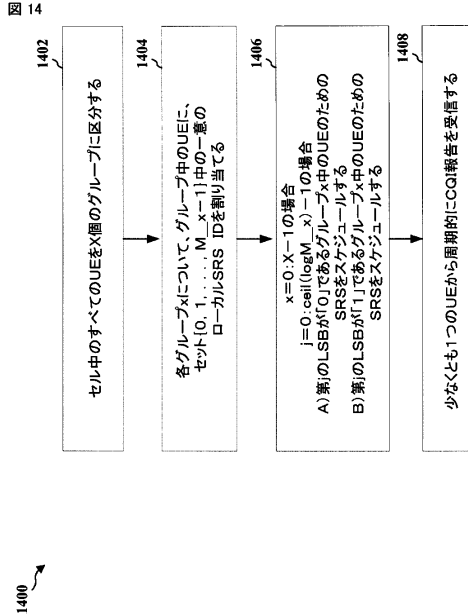 図 14
1400
1402
セル中のすべてのUEをX個のグループに区分する
1404
各グループxについて、グループ中のUEに、
セット{0, 1, ..., M_x-1}中の一意の
ローカルSRS IDを割り当てる
1406
x=0:X-1の場合
j=0:ceil((logM_x)-1の場合
A)第jのLSBが「0」であるグループx中のUEのための
SRSをスケジュールする
B)第jのLSBが「1」であるグループx中のUEのための
SRSをスケジュールする
1408
少なくとも1つのUEから周期的にCQI報告を受信する